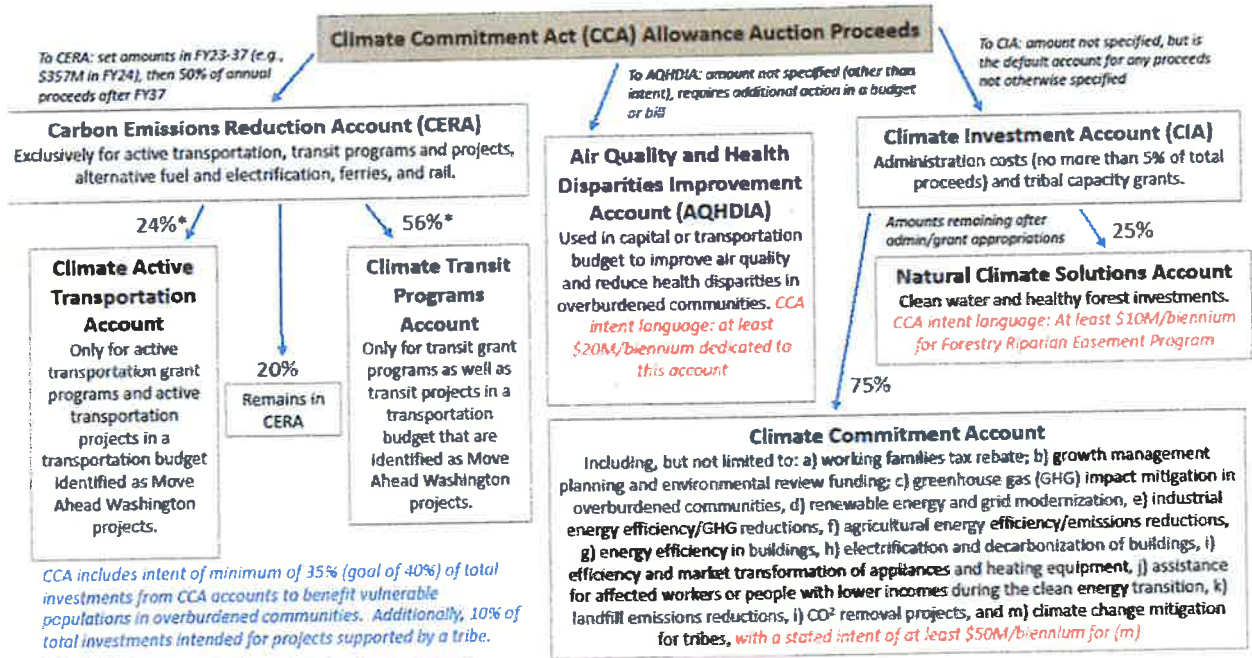 Climate Commitment Act (CCA) Allowance Auction Proceeds
To CERA: set amounts in FY23-37 (e.g.,
$357M in FY24), then 50% of annual
proceeds after FY37
To AQHDIA: amount not specified (other than
intent), requires additional action in a budget
or bill
To CIA: amount not specified, but is
the default account for any proceeds
not otherwise specified
Carbon Emissions Reduction Account (CERA)
Exclusively for active transportation, transit programs and projects,
alternative fuel and electrification, ferries, and rail.
24%*
56%*
Climate Active
Transportation
Account
Only for active
transportation grant
programs and active
transportation
projects in a
transportation budget
identified as Move
Ahead Washington
projects.
20%
Remains in
CERA
Climate Transit
Programs
Account
Only for transit grant
programs as well as
transit projects in a
transportation
budget that are
identified as Move
Ahead Washington
projects.
CCA includes intent of minimum of 35% (goal of 40%) of total
investments from CCA accounts to benefit vulnerable
populations in overburdened communities. Additionally, 10% of
total investments intended for projects supported by a tribe.
Air Quality and Health
Disparities Improvement
Account (AQHDIA)
Used in capital or transportation
budget to improve air quality
and reduce health disparities in
overburdened communities. CCA
intent language: at least
$20M/biennium dedicated to
this account
Climate Investment Account (CIA)
Administration costs (no more than 5% of total
proceeds) and tribal capacity grants.
Amounts remaining after
admin/grant appropriations
25%
Natural Climate Solutions Account
Clean water and healthy forest investments.
CCA intent language: At least $10M/biennium
for Forestry Riparian Easement Program
75%
Climate Commitment Account
Including, but not limited to: a) working families tax rebate; b) growth management
planning and environmental review funding; c) greenhouse gas (GHG) impact mitigation in
overburdened communities, d) renewable energy and grid modernization, e) industrial
energy efficiency/GHG reductions, f) agricultural energy efficiency/emissions reductions,
g) energy efficiency in buildings, h) electrification and decarbonization of buildings, i)
efficiency and market transformation of appliances and heating equipment, j) assistance
for affected workers or people with lower incomes during the clean energy transition, k)
landfill emissions reductions, l) CO² removal projects, and m) climate change mitigation
for tribes, with a stated intent of at least $50M/biennium for (m)